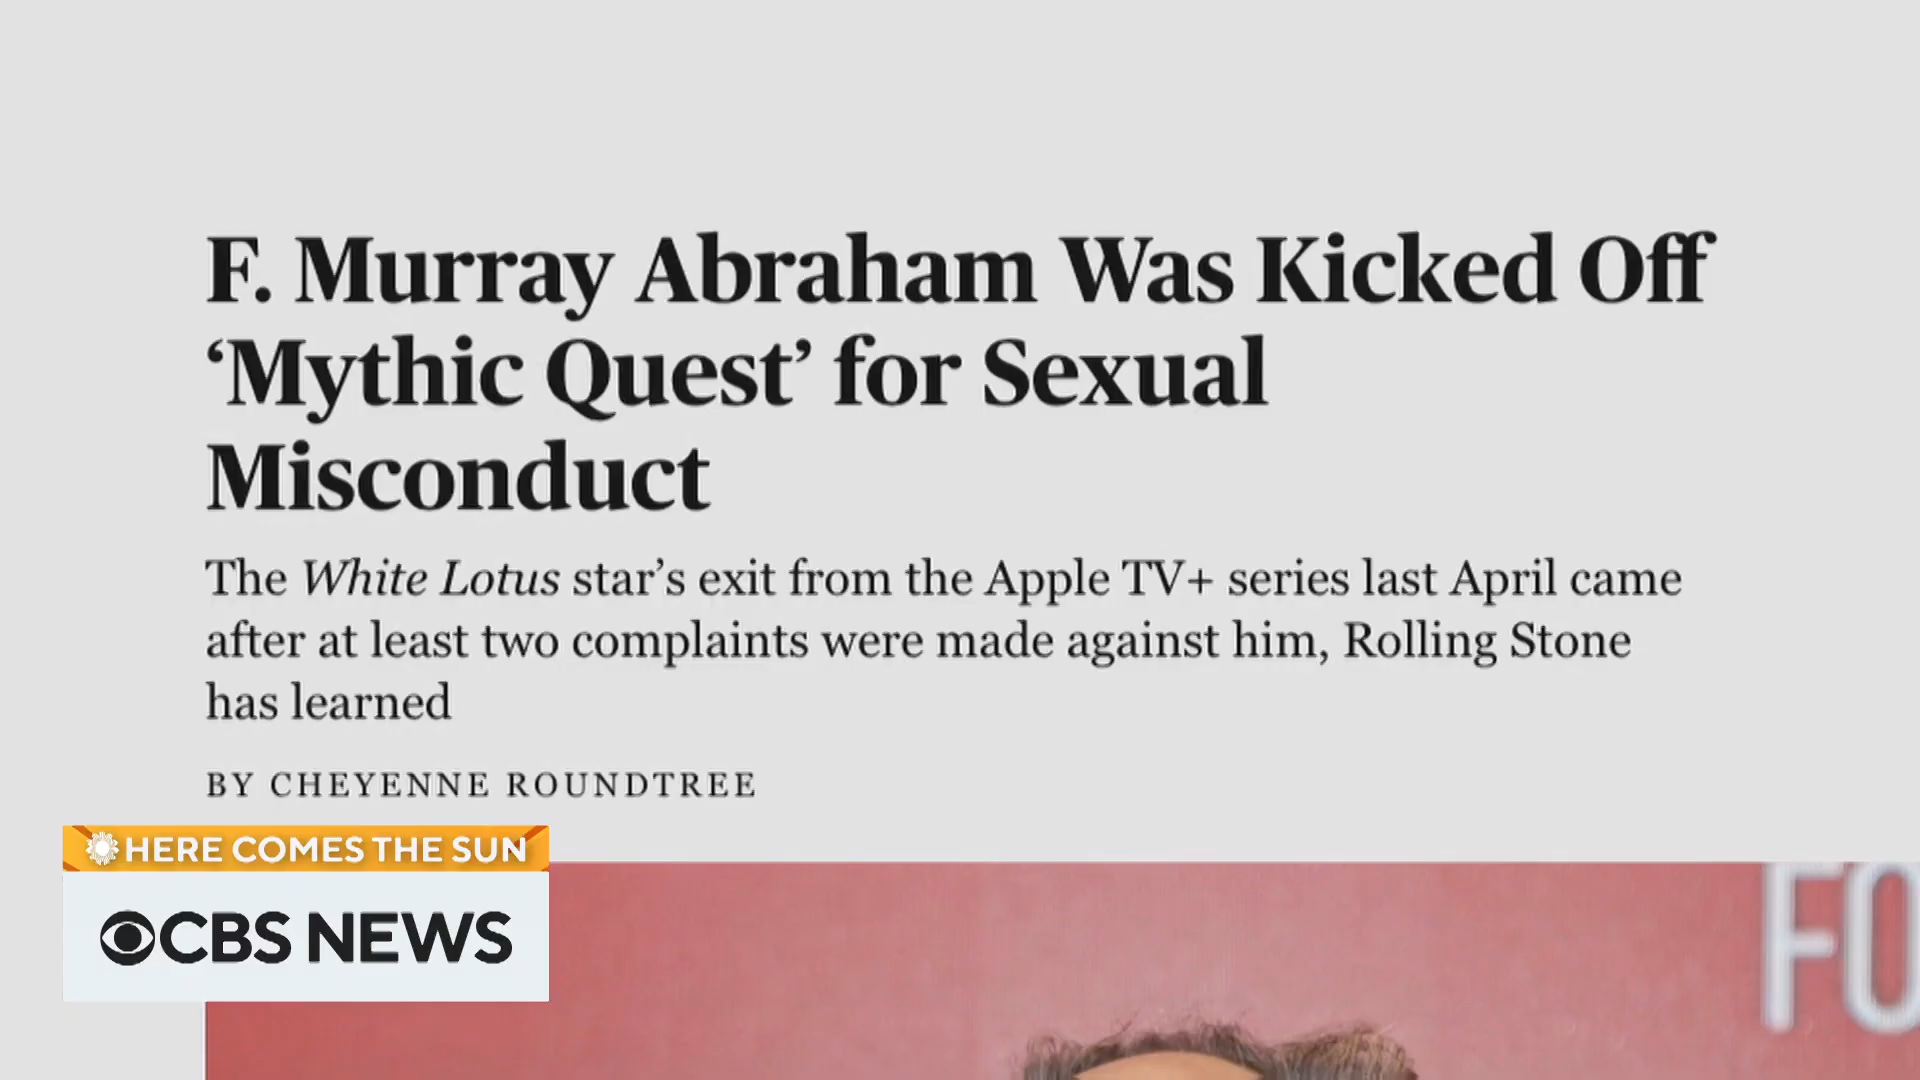 F. Murray Abraham Was Kicked Off
‘Mythic Quest’ for Sexual
Misconduct
The White Lotus star’s exit from the Apple TV+ series last April came
after at least two complaints were made against him, Rolling Stone
has learned
BY CHEYENNE ROUNDTREE
HERE COMES THE SUN
CBS NEWS
FO